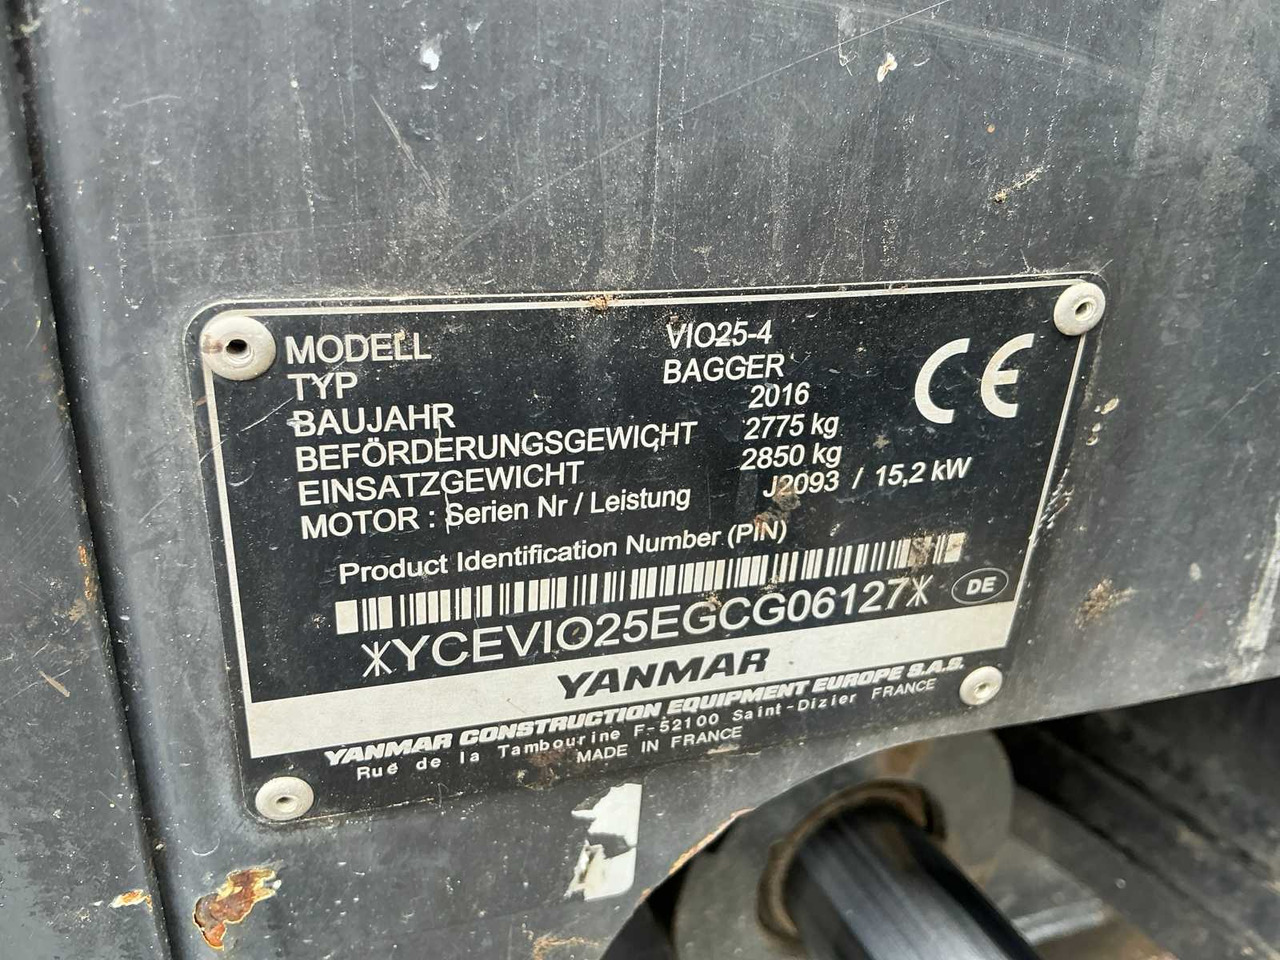 MODELL VIO25-4
TYP BAGGER
BAUJAHR 2016
BEFÖRDERUNGSGEWICHT 2775 kg
EINSATZGEWICHT 2850 kg
MOTOR : Serien Nr / Leistung J2093 / 15,2 kW
CE
Product Identification Number (PIN)
*YCEVIO25EGCG06127*
DE
YANMAR
YANMAR CONSTRUCTION EQUIPMENT EUROPE S.A.S.
Rue de la Tambourine F-52100 Saint-Dizier FRANCE
MADE IN FRANCE